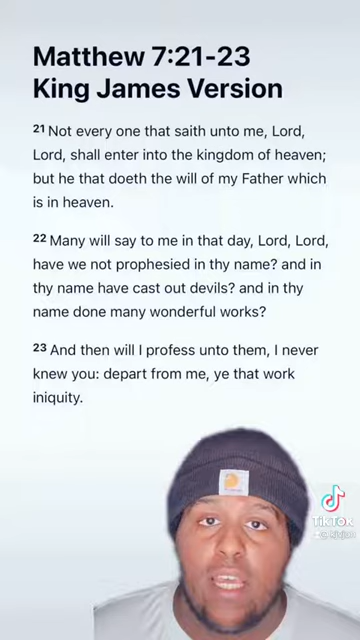 Matthew 7:21-23
King James Version
21 Not every one that saith unto me, Lord,
Lord, shall enter into the kingdom of heaven;
but he that doeth the will of my Father which
is in heaven.
22 Many will say to me in that day, Lord, Lord,
have we not prophesied in thy name? and in
thy name have cast out devils? and in thy
name done many wonderful works?
23 And then will I profess unto them, I never
knew you: depart from me, ye that work
iniquity.
TikTok